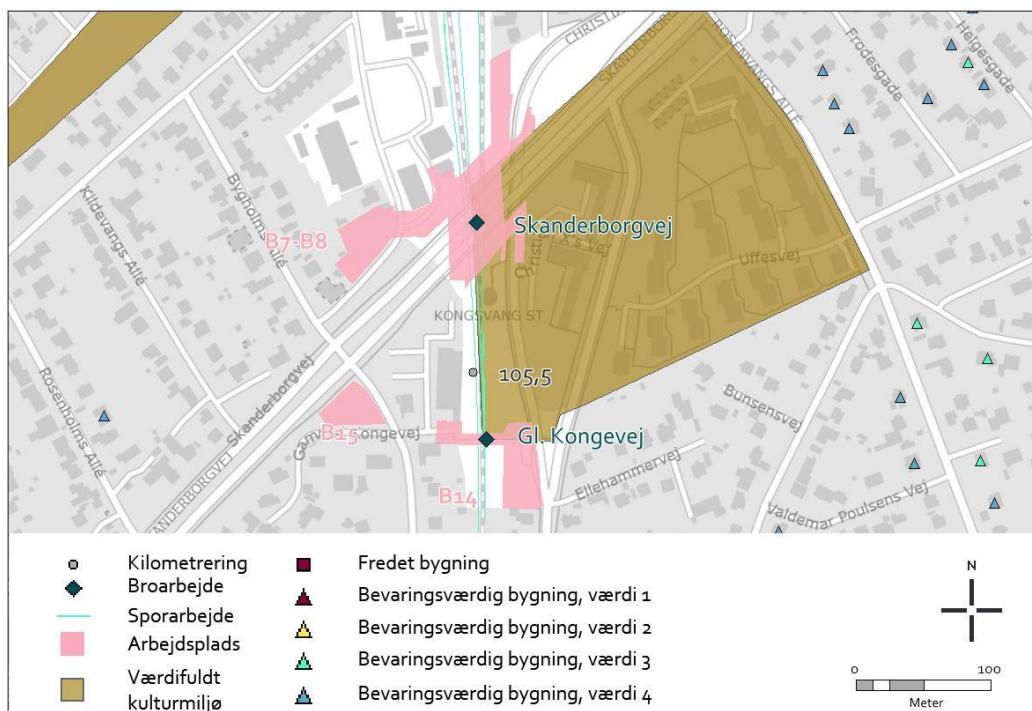 CHRISTIA
SKANDERBORG
ROSENVANGS ALLÉ
Frodesgade
Helgesgade
Kildevangs Allé
Bygholms Allé
B7-B8
Skanderborgvej
Christian X's Vej
Uffesvej
KONGSVANG ST
105,5
Rosenholms Allé
Skanderborgvej
B15
Gl. Kongevej
Bunsensvej
SKANDERBORGVEJ
B14
Ellehammervej
Valdemar Poulsens Vej
Kilometrering
Broarbejde
Sporarbejde
Arbejdsplads
Værdifuldt
kulturmiljø
Fredet bygning
Bevaringsværdig bygning, værdi 1
Bevaringsværdig bygning, værdi 2
Bevaringsværdig bygning, værdi 3
Bevaringsværdig bygning, værdi 4
N
0 100
Meter